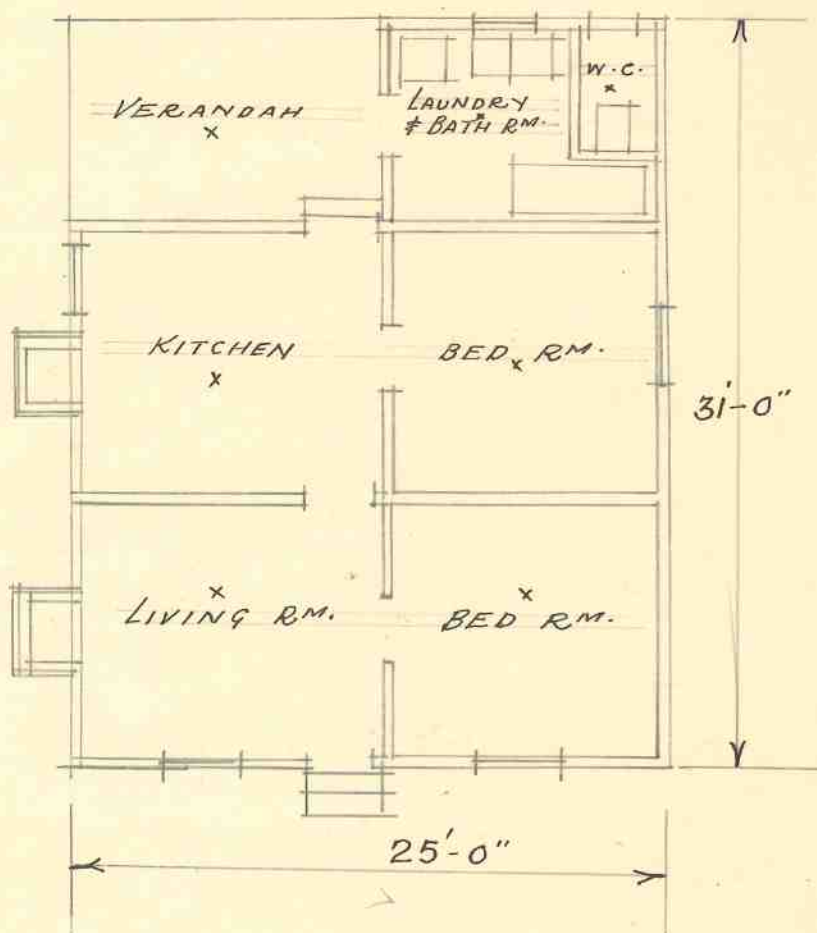 VERANDAH
LAUNDRY
& BATH RM.
W.C.
KITCHEN
BED RM.
31'-0"
LIVING RM.
BED RM.
25'-0"